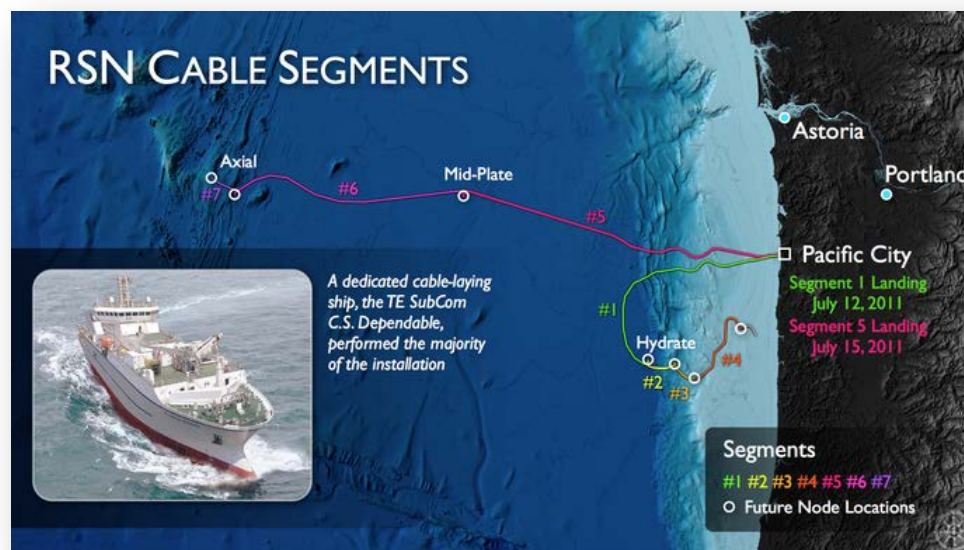 RSN CABLE SEGMENTS
Astoria
Portland
Axial
#7
#6
Mid-Plate
#5
Pacific City
Segment 1 Landing
July 12, 2011
Segment 5 Landing
July 15, 2011
A dedicated cable-laying
ship, the TE SubCom
C.S. Dependable,
performed the majority
of the installation
#1
Hydrate
#2
#3
#4
Segments
#1 #2 #3 #4 #5 #6 #7
Future Node Locations